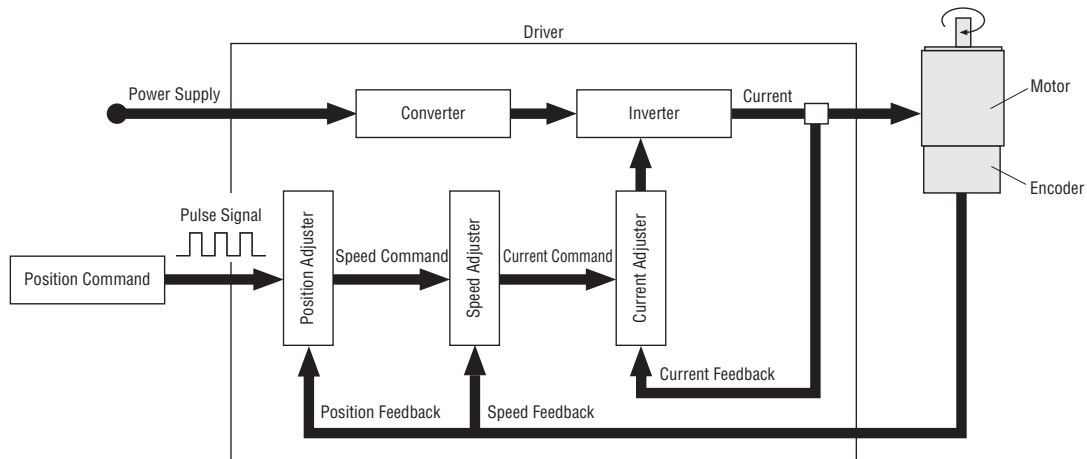 Driver
Power Supply
Converter
Inverter
Current
Motor
Encoder
Pulse Signal
Position Command
Position Adjuster
Speed Command
Speed Adjuster
Current Command
Current Adjuster
Current Feedback
Position Feedback
Speed Feedback